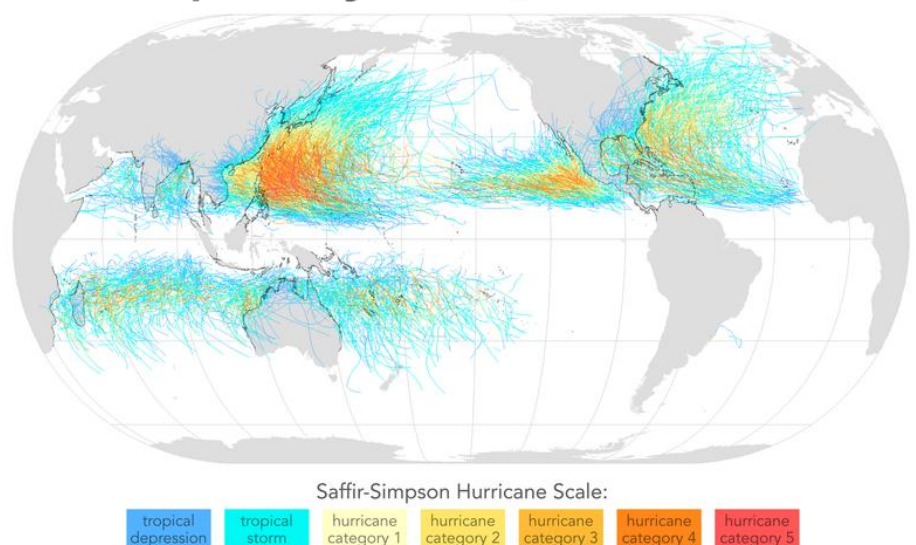 Saffir-Simpson Hurricane Scale:
tropical depression
tropical storm
hurricane category 1
hurricane category 2
hurricane category 3
hurricane category 4
hurricane category 5